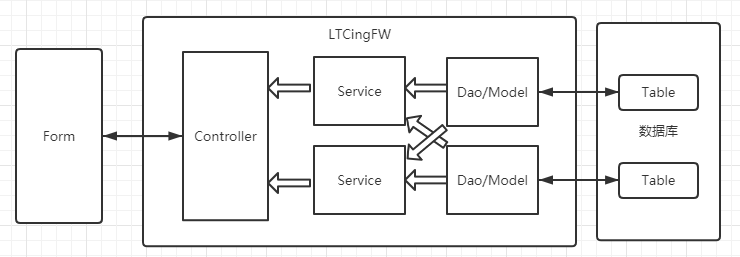 LTCingFW
Form
Controller
Service
Dao/Model
Table
数据库
Service
Dao/Model
Table